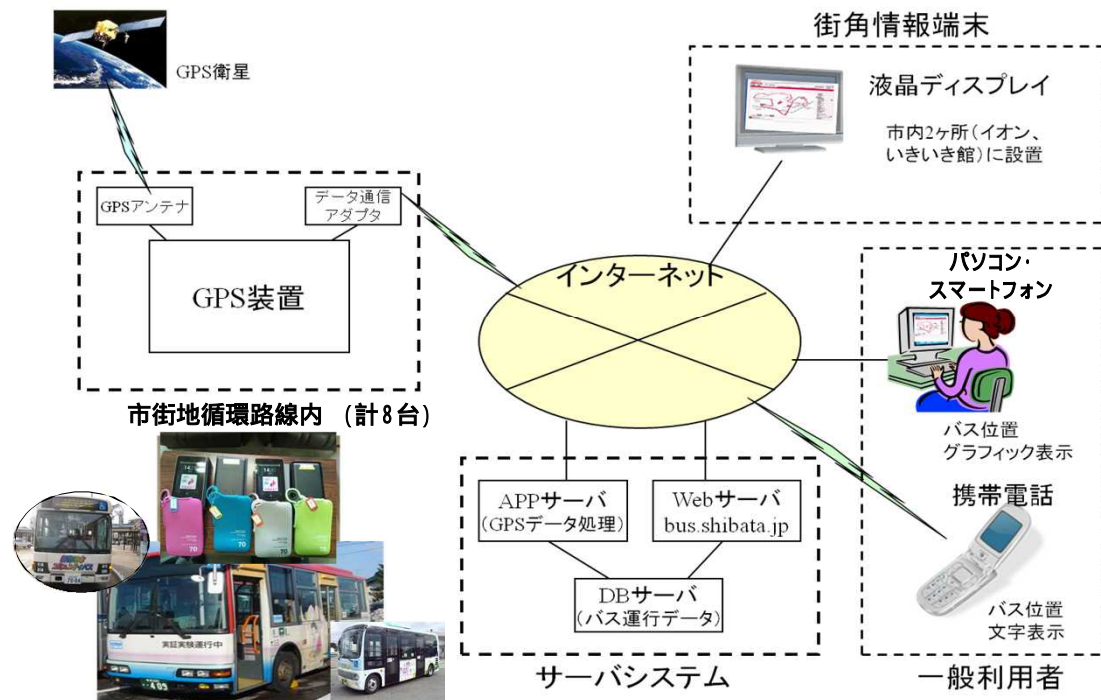 GPS衛星
GPSアンテナ
データ通信
アダプタ
GPS装置
市街地循環路線内 (計8台)
実証実験運行中
街角情報端末
液晶ディスプレイ
市内2ヶ所(イオン、
いきいき館)に設置
インターネット
パソコン・
スマートフォン
バス位置
グラフィック表示
携帯電話
バス位置
文字表示
一般利用者
APPサーバ
(GPSデータ処理)
Webサーバ
bus.shibata.jp
DBサーバ
(バス運行データ)
サーバシステム